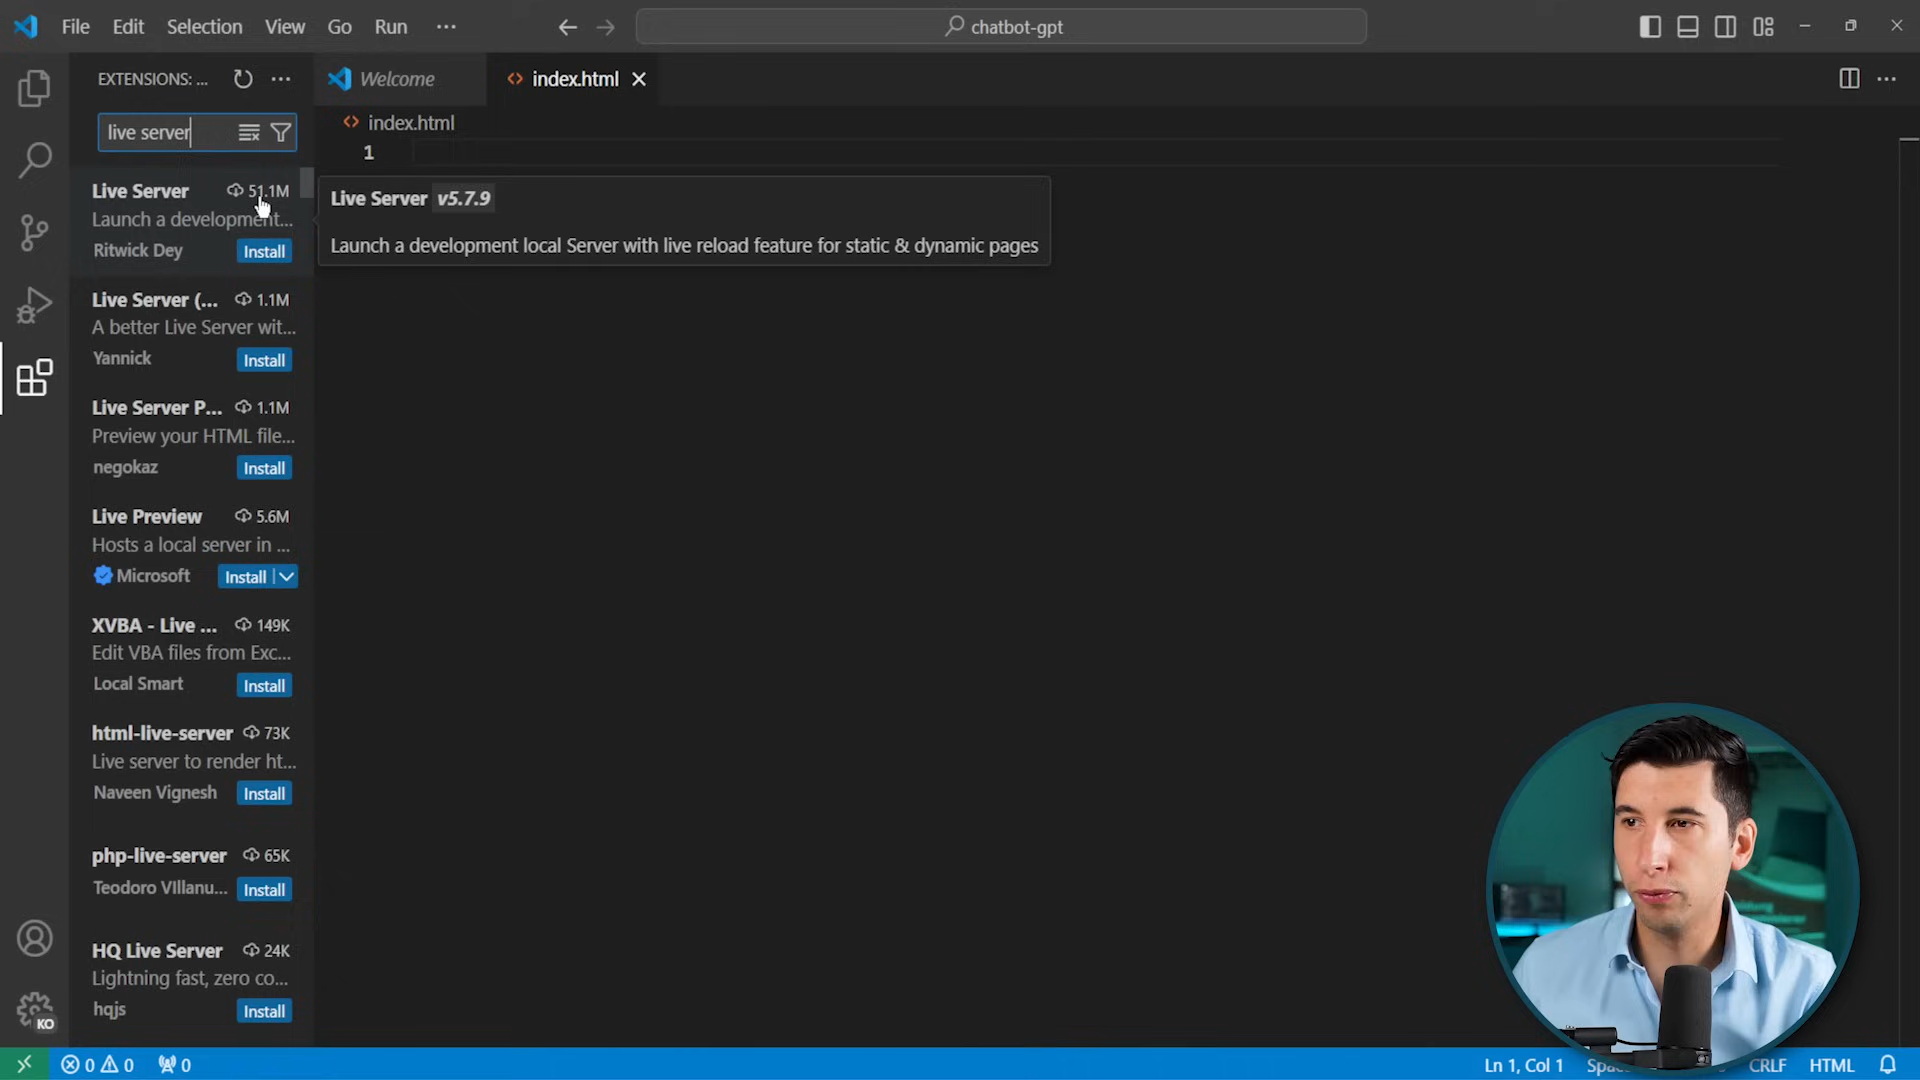 File Edit Selection View Go Run ···
chatbot-gpt
EXTENSIONS: ...
Welcome
index.html
live server
index.html
1
Live Server 51.1M
Launch a development...
Ritwick Dey Install
Live Server v5.7.9
Launch a development local Server with live reload feature for static & dynamic pages
Live Server (... 1.1M
A better Live Server wit...
Yannick Install
Live Server P... 1.1M
Preview your HTML file...
negokaz Install
Live Preview 5.6M
Hosts a local server in ...
Microsoft Install
XVBA - Live ... 149K
Edit VBA files from Exc...
Local Smart Install
html-live-server 73K
Live server to render ht...
Naveen Vignesh Install
php-live-server 65K
Teodoro VIllanu... Install
HQ Live Server 24K
Lightning fast, zero co...
hqjs Install
KO
0 0 0
Ln 1, Col 1
CRLF
HTML